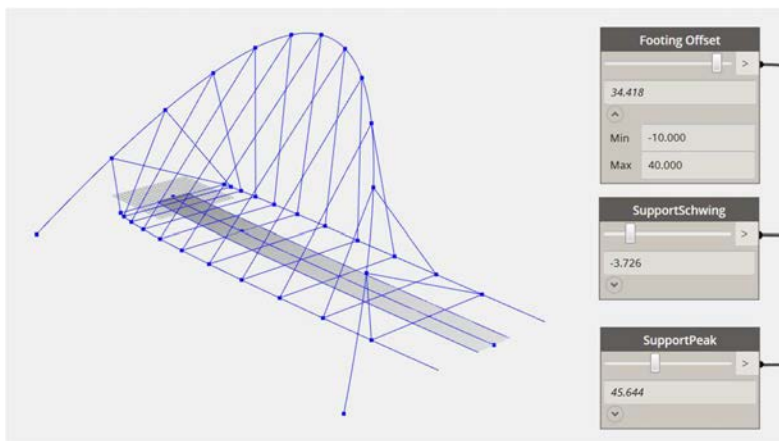 Footing Offset
>
34.418
Min -10.000
Max 40.000
SupportSchwing
>
-3.726
SupportPeak
>
45.644